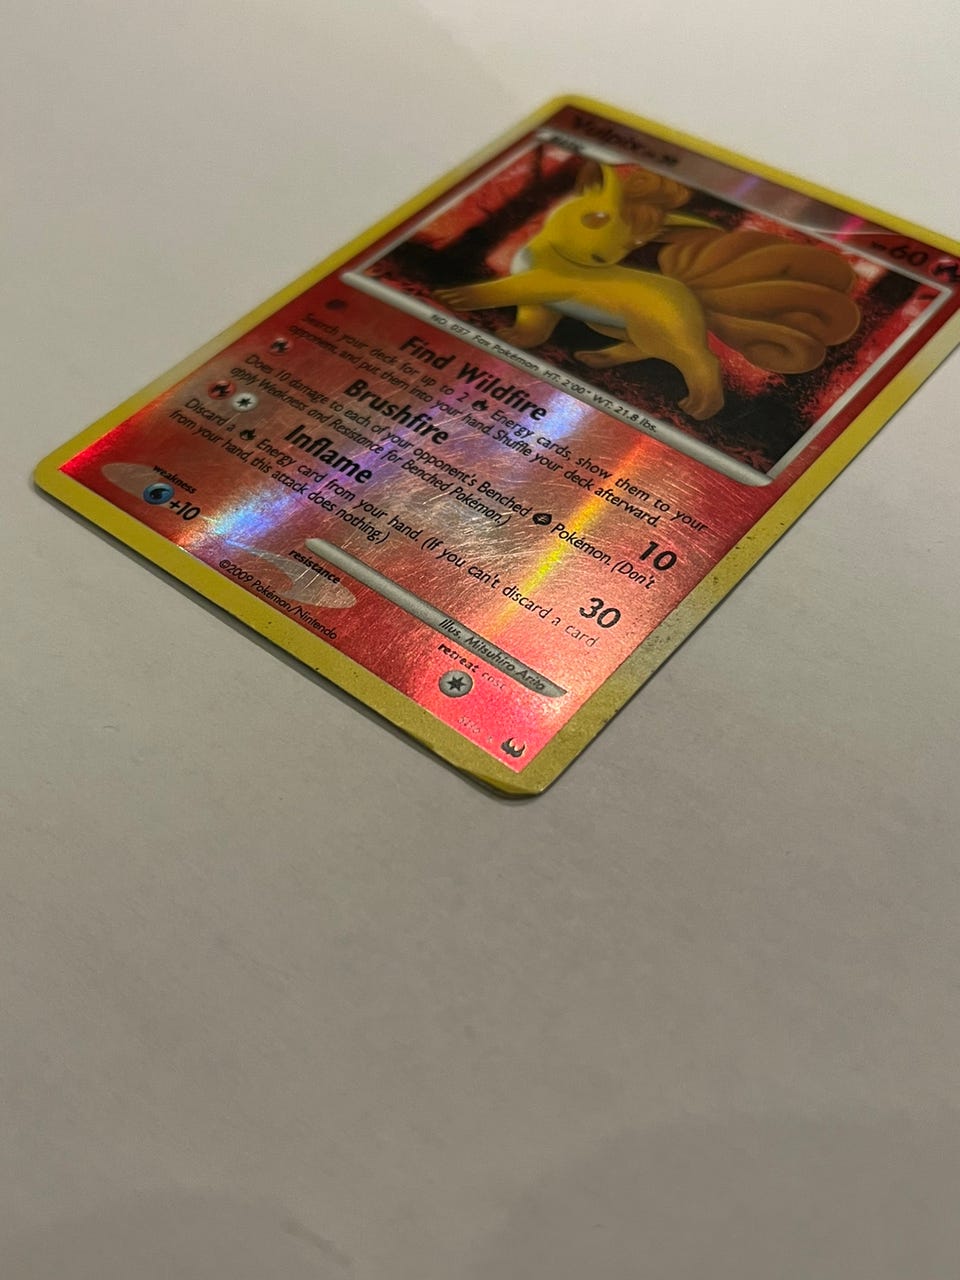 Vulpix
HP 60
NO. 037 Fox Pokémon HT: 2'00" WT: 21.8 lbs.
Find Wildfire
Search your deck for up to 2 Energy cards, show them to your
opponent, and put them into your hand. Shuffle your deck afterward.
Brushfire 10
Does 10 damage to each of your opponent's Benched Pokémon. (Don't
apply Weakness and Resistance for Benched Pokémon.)
Inflame 30
Discard a Energy card from your hand. (If you can't discard a card
from your hand, this attack does nothing.)
weakness
+10
resistance
retreat cost
Illus. Mitsuhiro Arita
©2009 Pokémon/Nintendo